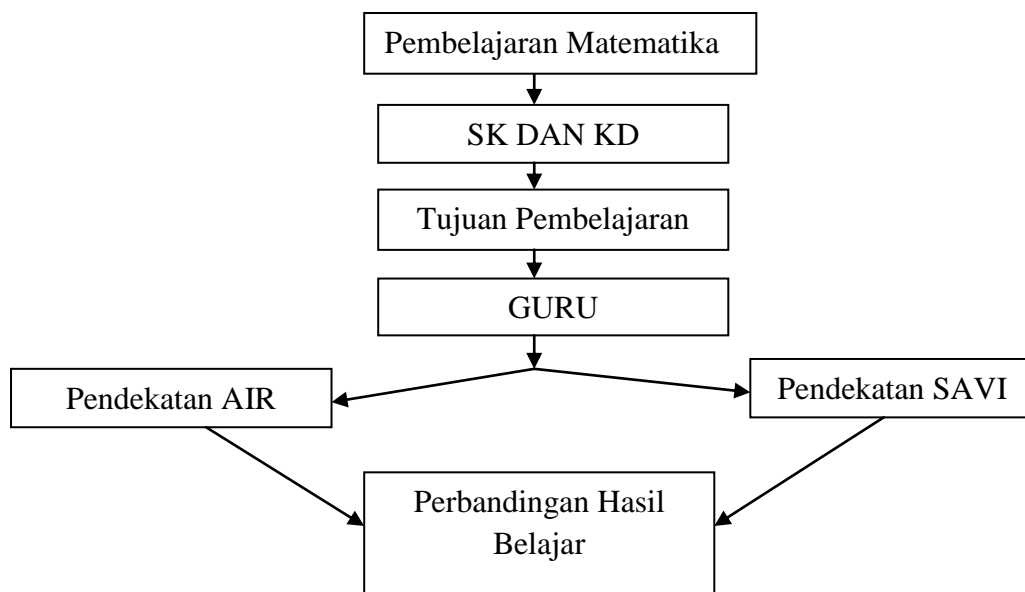 Pembelajaran Matematika
SK DAN KD
Tujuan Pembelajaran
GURU
Pendekatan AIR
Pendekatan SAVI
Perbandingan Hasil
Belajar